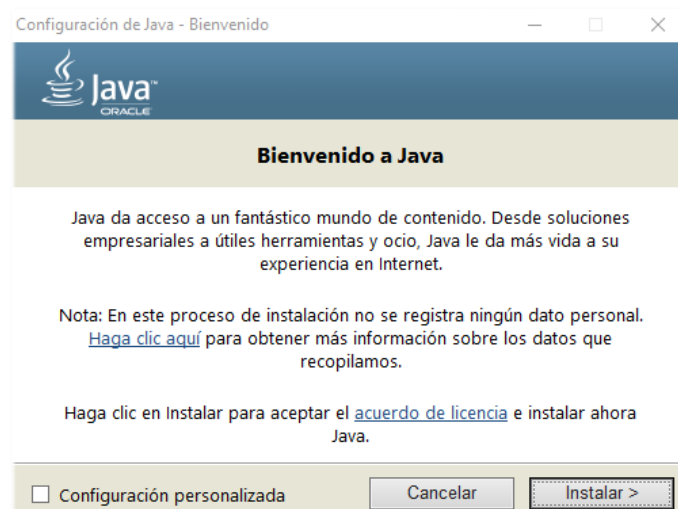 Configuración de Java - Bienvenido
Java™
ORACLE
Bienvenido a Java
Java da acceso a un fantástico mundo de contenido. Desde soluciones
empresariales a útiles herramientas y ocio, Java le da más vida a su
experiencia en Internet.
Nota: En este proceso de instalación no se registra ningún dato personal.
Haga clic aquí para obtener más información sobre los datos que
recopilamos.
Haga clic en Instalar para aceptar el acuerdo de licencia e instalar ahora
Java.
Configuración personalizada
Cancelar
Instalar >